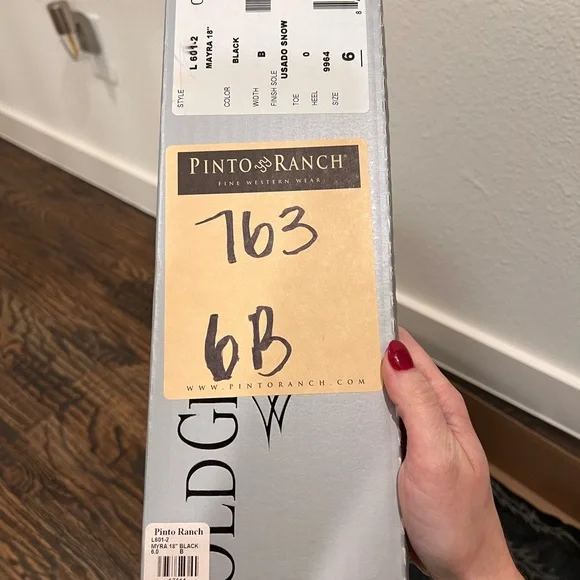 STYLE L 601-2
MAYRA 18"
COLOR BLACK
WIDTH B
FINISH SOLE USADO SNOW
TOE 0
HEEL 9964
SIZE 6
PINTO RANCH
FINE WESTERN WEAR
763
6B
WWW.PINTORANCH.COM
OLDG
Pinto Ranch
L601-2
MYRA 18" BLACK
6.0 B